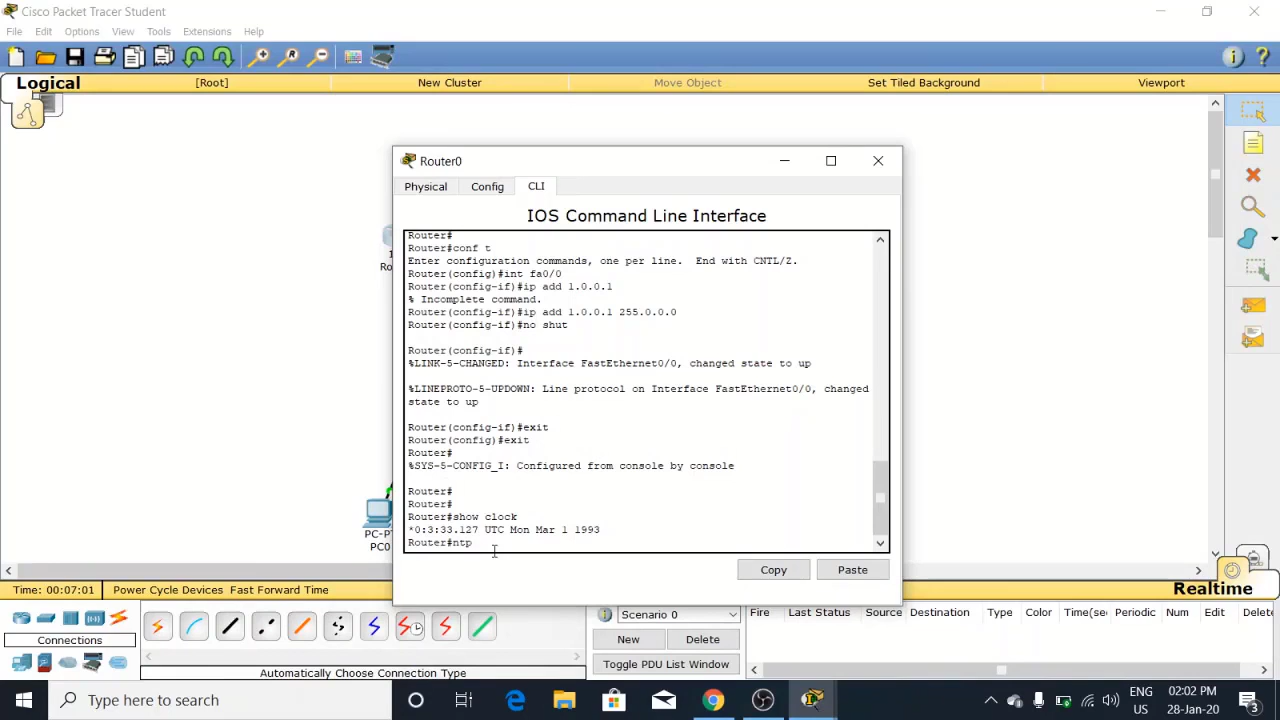 Cisco Packet Tracer Student
File Edit View Tools Extensions Help
Logical [Root] New Cluster Move Object Set Tiled Background Viewport
Router0
Physical Config CLI
IOS Command Line Interface
Router#
Router#conf t
Enter configuration commands, one per line.  End with CNTL/Z.
Router(config)#int fa0/0
Router(config-if)#ip add 1.0.0.1
% Incomplete command.
Router(config-if)#ip add 1.0.0.1 255.0.0.0
Router(config-if)#no shut
Router(config-if)#
%LINK-5-CHANGED: Interface FastEthernet0/0, changed state to up
%LINEPROTO-5-UPDOWN: Line protocol on Interface FastEthernet0/0, changed
state to up
Router(config-if)#exit
Router(config)#exit
Router#
%SYS-5-CONFIG_I: Configured from console by console
Router#
Router#
Router#show clock
*0:3:33.127 UTC Mon Mar 1 1993
Router#ntp
Copy Paste
Ro
PC-PT
PC0
Time: 00:07:01 Power Cycle Devices Fast Forward Time Realtime
Connections
Automatically Choose Connection Type
Scenario 0
New Delete
Toggle PDU List Window
Fire Last Status Source Destination Type Color Time(sec Periodic Num Edit Delete
Type here to search
ENG
US
02:02 PM
28-Jan-20
3